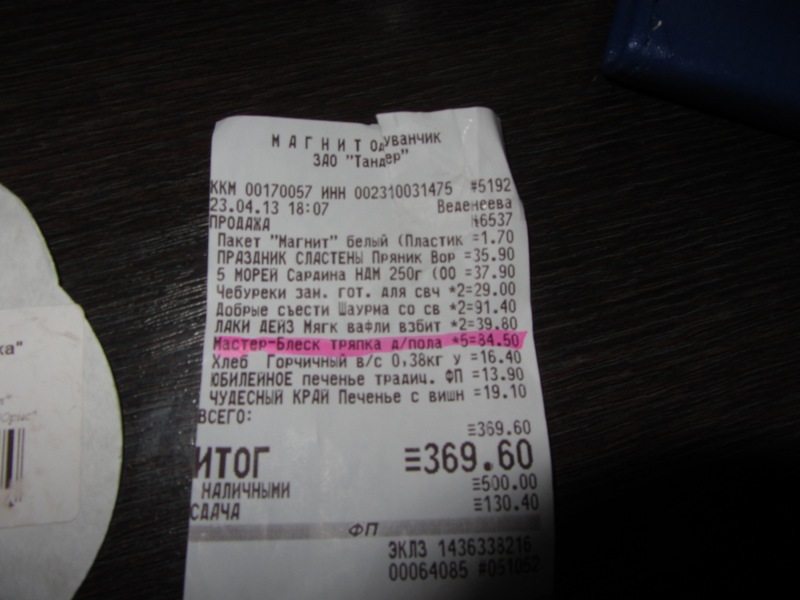 МАГНИТ одуванчик
ЗАО "Тандер"
ККМ 00170057 ИНН 002310031475 #5192
23.04.13 18:07 Веденеева
ПРОДАЖА №6537
Пакет "Магнит" белый (Пластик =1.70
ПРАЗДНИК СЛАСТЕНЫ Пряник Вор =35.90
5 МОРЕЙ Сардина НДМ 250г (00 =37.90
Чебуреки зам. гот. для свч *2=29.00
Добрые съести Шаурма со св *2=91.40
ЛАКИ ДЕЙЗ Мягк вафли взбит *2=39.80
Мастер-Блеск тряпка д/пола *5=84.50
Хлеб Горчичный в/с 0,38кг у =16.40
ЮБИЛЕЙНОЕ печенье традиц. ФП =13.90
ЧУДЕСНЫЙ КРАЙ Печенье с вишн =19.10
ВСЕГО:
≡369.60
ИТОГ ≡369.60
НАЛИЧНЫМИ ≡500.00
СДАЧА ≡130.40
ФП
ЭКЛЗ 1436338216
00064085 #051052